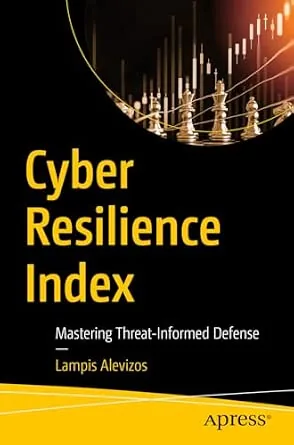 Cyber
Resilience
Index
Mastering Threat-Informed Defense
Lampis Alevizos
Apress®